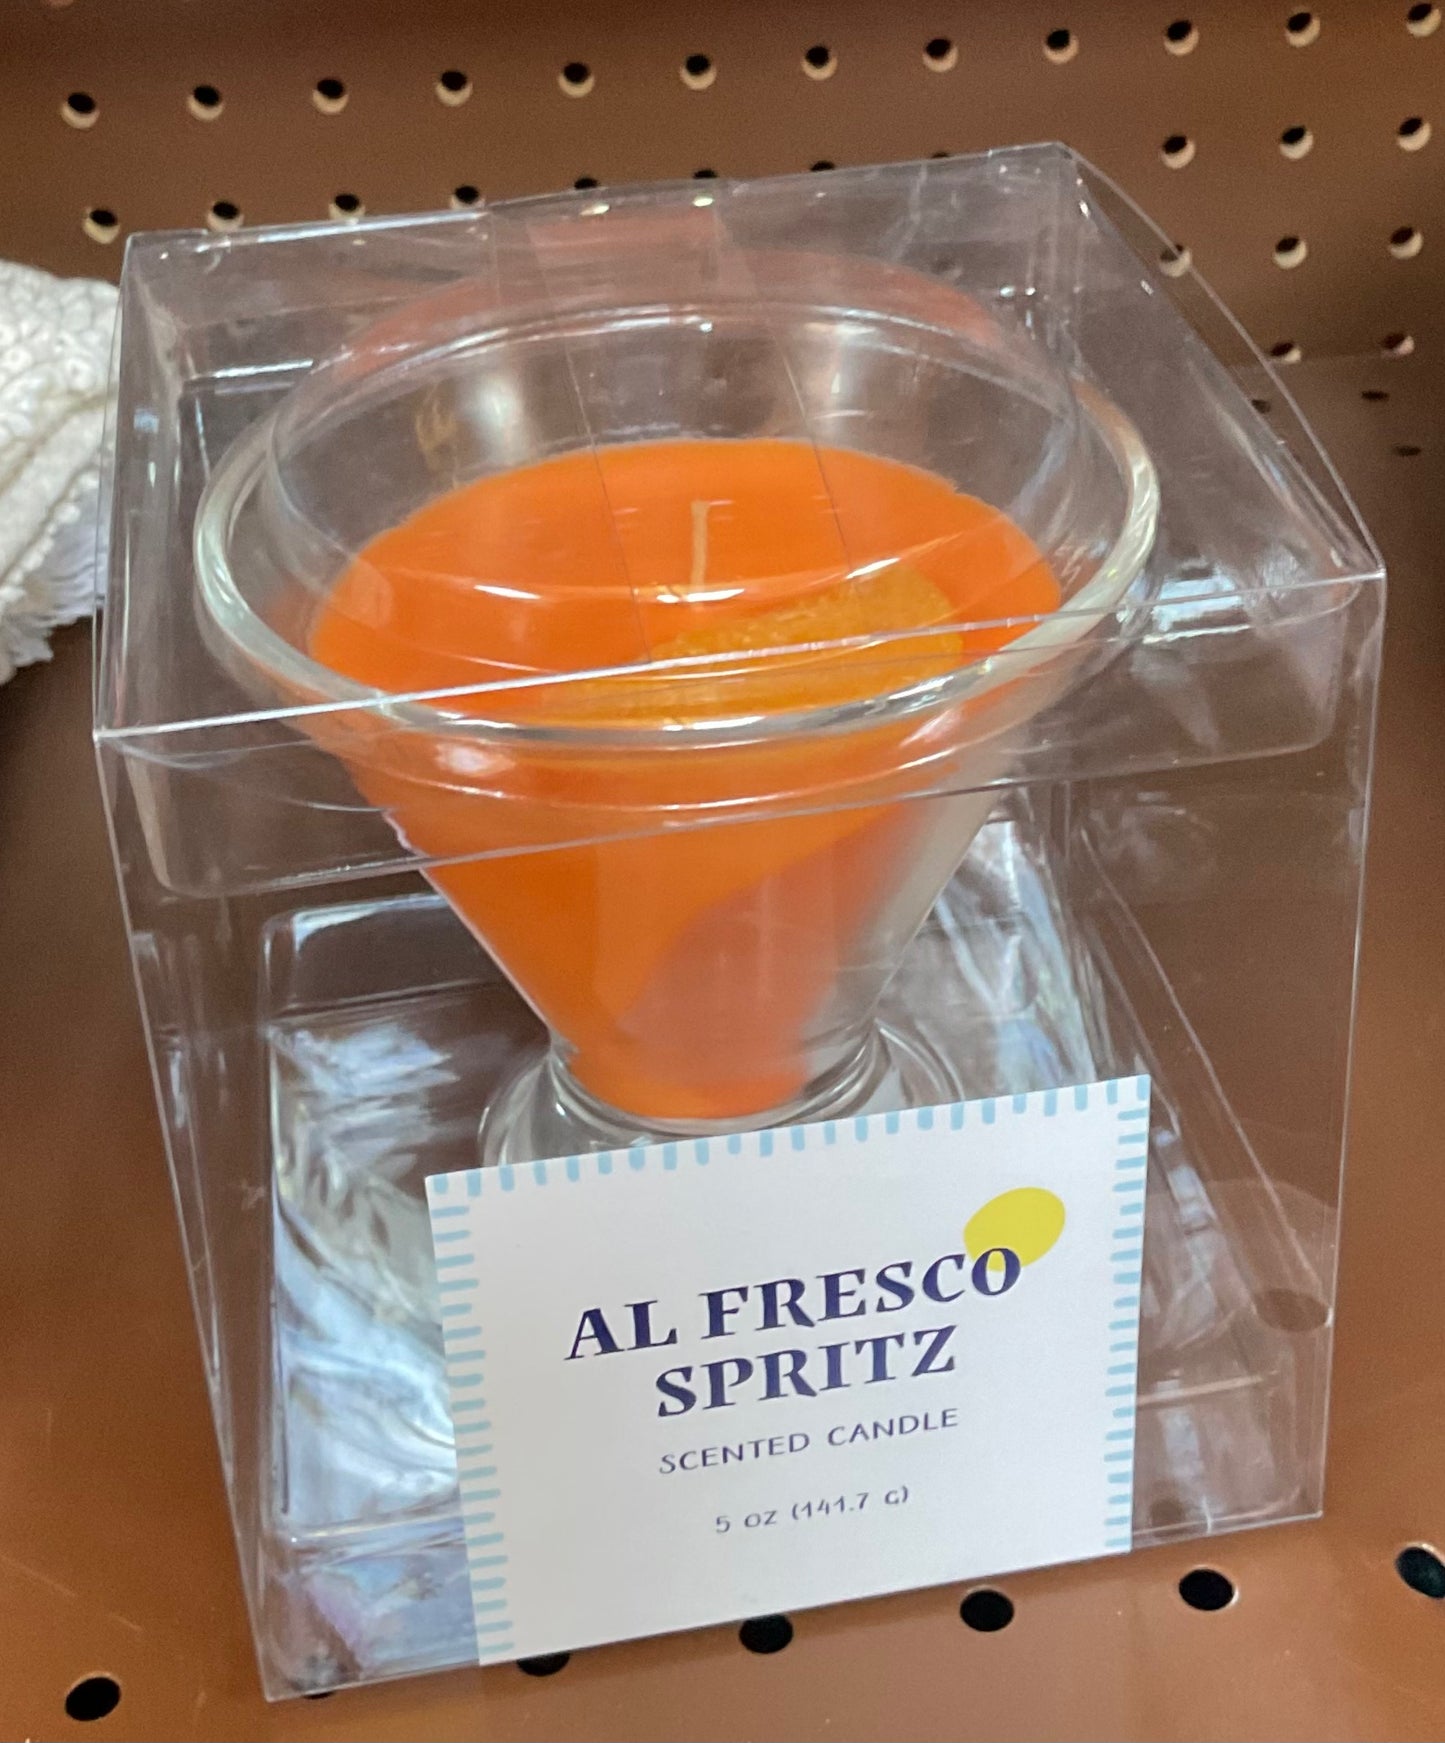 AL FRESCO
SPRITZ
SCENTED CANDLE
5 OZ (141.7 G)